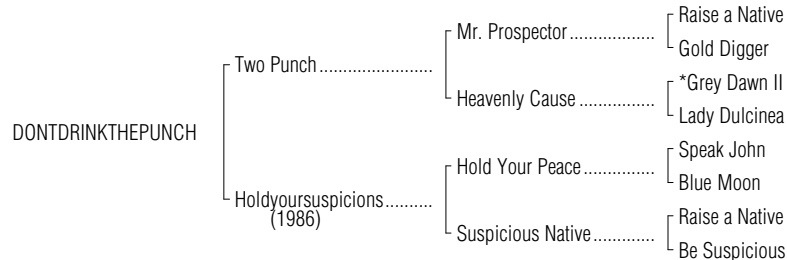 Raise a Native
Mr. Prospector..................
Gold Digger
Two Punch........................
*Grey Dawn II
Heavenly Cause ................
Lady Dulcinea
DONTDRINKTHEPUNCH
Speak John
Hold Your Peace ...............
Blue Moon
Holdyoursuspicions..........
(1986)
Raise a Native
Suspicious Native.............
Be Suspicious